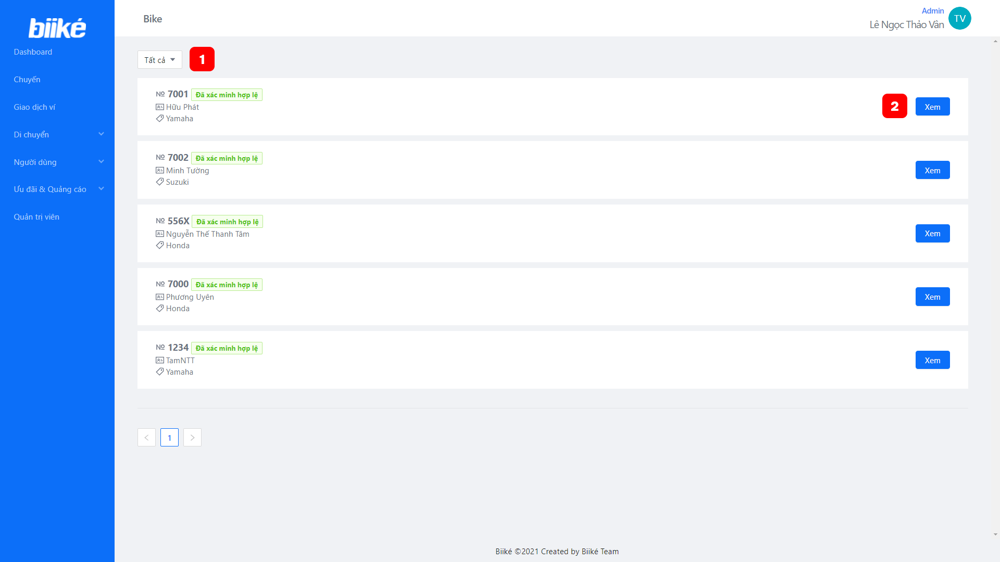 biiké
Dashboard
Chuyến
Giao dịch ví
Di chuyển
Người dùng
Ưu đãi & Quảng cáo
Quản trị viên
Bike
Admin
Lê Ngọc Thảo Vân
TV
Tất cả
1
№ 7001 Đã xác minh hợp lệ
Hữu Phát
Yamaha
2
Xem
№ 7002 Đã xác minh hợp lệ
Minh Tường
Suzuki
Xem
№ 556X Đã xác minh hợp lệ
Nguyễn Thế Thanh Tâm
Honda
Xem
№ 7000 Đã xác minh hợp lệ
Phương Uyên
Honda
Xem
№ 1234 Đã xác minh hợp lệ
TamNTT
Yamaha
Xem
< 1 >
Biiké ©2021 Created by Biiké Team